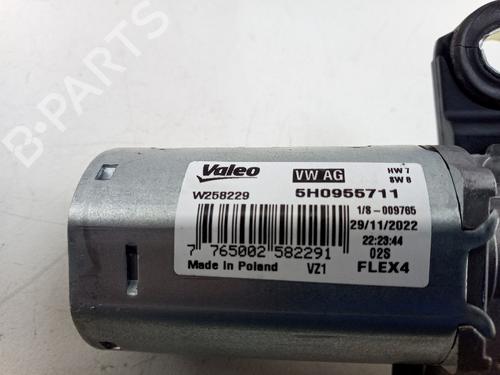 B-PARTS
Valeo
VW AG
HW 7
SW 8
W258229
5H0955711
1/8-009765
29/11/2022
22:23:44
7 765002 582291
02S
Made in Poland
VZ1
FLEX4